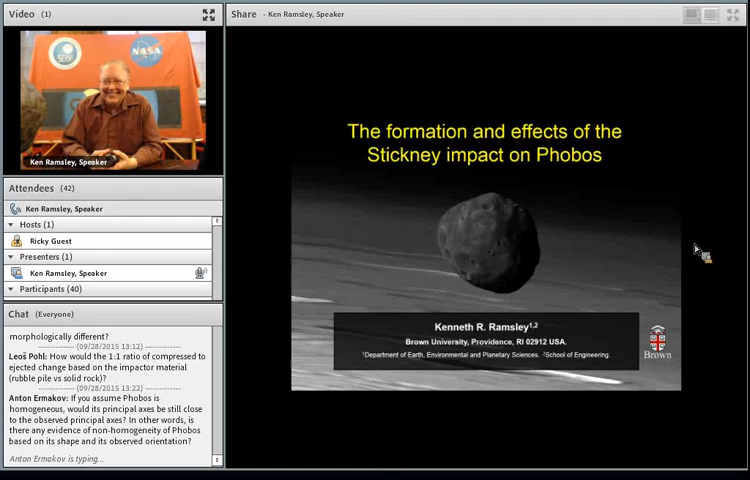 Video (1)
NASA
Ken Ramsley, Speaker
Attendees (42)
Ken Ramsley, Speaker
Hosts (1)
Ricky Guest
Presenters (1)
Ken Ramsley, Speaker
Participants (40)
Chat (Everyone)
morphologically different?
------------- (09/28/2015 13:12) -------------
Leoš Pohl: How would the 1:1 ratio of compressed to
ejected change based on the impactor material
(rubble pile vs solid rock)?
------------- (09/28/2015 13:22) -------------
Anton Ermakov: If you assume Phobos is
homogeneous, would its principal axes be still close
to the observed principal axes? In other words, is
there any evidence of non-homogeneity of Phobos
based on its shape and its observed orientation?
Anton Ermakov is typing...
Share - Ken Ramsley, Speaker
The formation and effects of the
Stickney impact on Phobos
Kenneth R. Ramsley1,2
Brown University, Providence, RI 02912 USA.
1Department of Earth, Environmental and Planetary Sciences. 2School of Engineering.
Brown